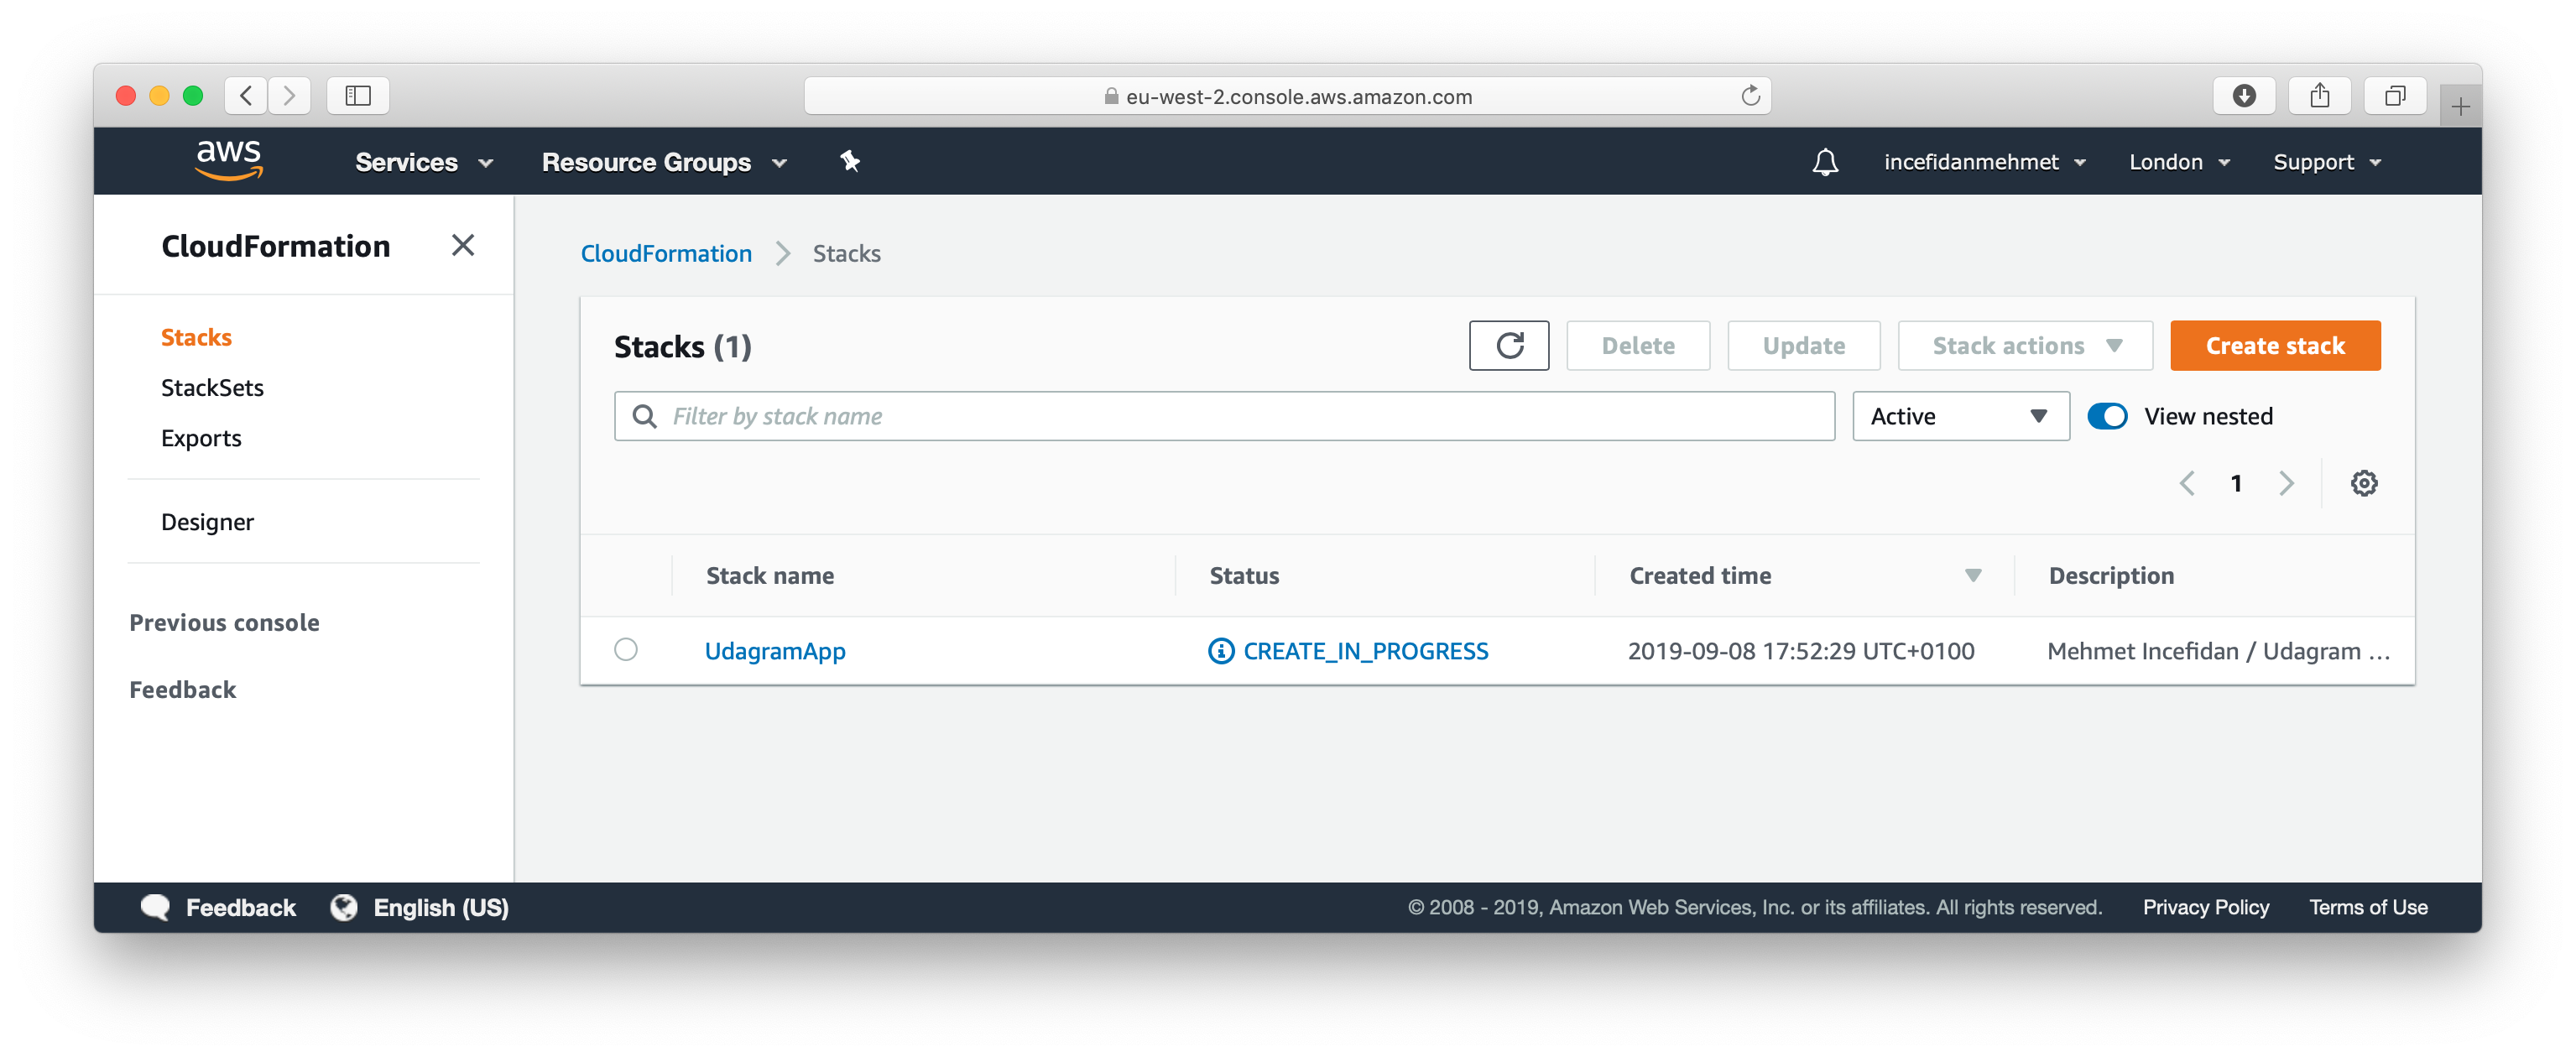 eu-west-2.console.aws.amazon.com
aws Services Resource Groups incefidanmehmet London Support
CloudFormation
CloudFormation Stacks
Stacks
StackSets
Exports
Designer
Previous console
Feedback
Stacks (1) Delete Update Stack actions Create stack
Filter by stack name Active View nested
1
Stack name Status Created time Description
UdagramApp CREATE_IN_PROGRESS 2019-09-08 17:52:29 UTC+0100 Mehmet Incefidan / Udagram ...
Feedback English (US) © 2008 - 2019, Amazon Web Services, Inc. or its affiliates. All rights reserved. Privacy Policy Terms of Use